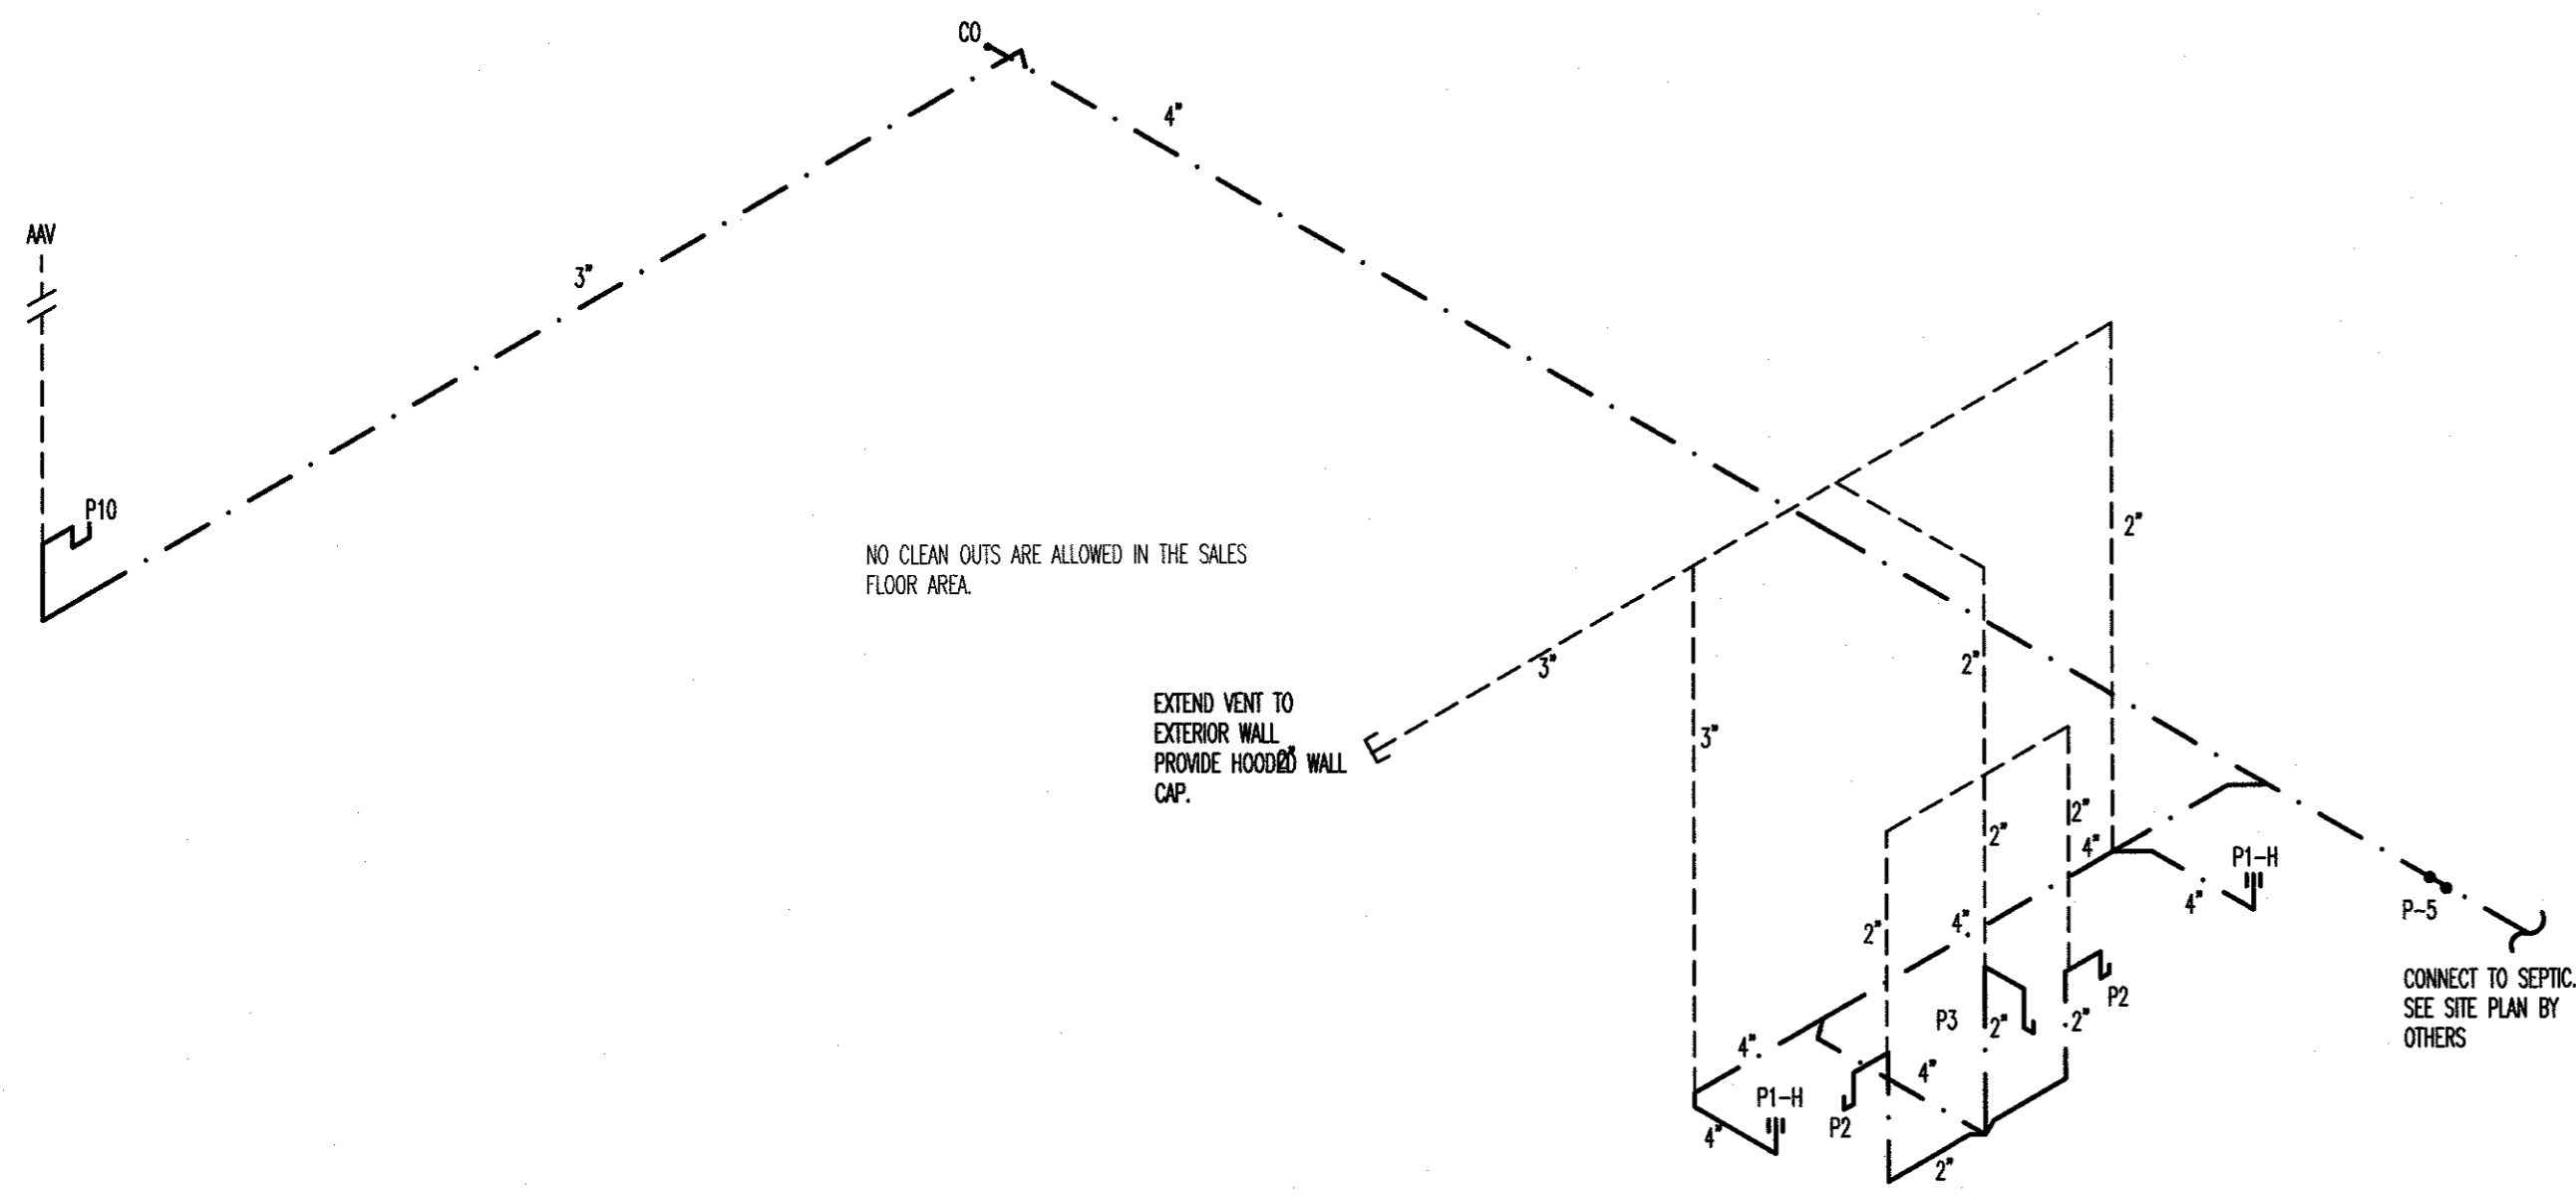 CO
4"
AAV
3"
P10
2"
NO CLEAN OUTS ARE ALLOWED IN THE SALES
FLOOR AREA.
2"
3"
EXTEND VENT TO
EXTERIOR WALL
PROVIDE HOODED WALL
CAP.
3"
2"
2"
4"
P1-H
4"
P-5
4"
2"
CONNECT TO SEPTIC.
SEE SITE PLAN BY
OTHERS
P2
P3
2"
2"
4"
4"
P1-H
P2
4"
2"